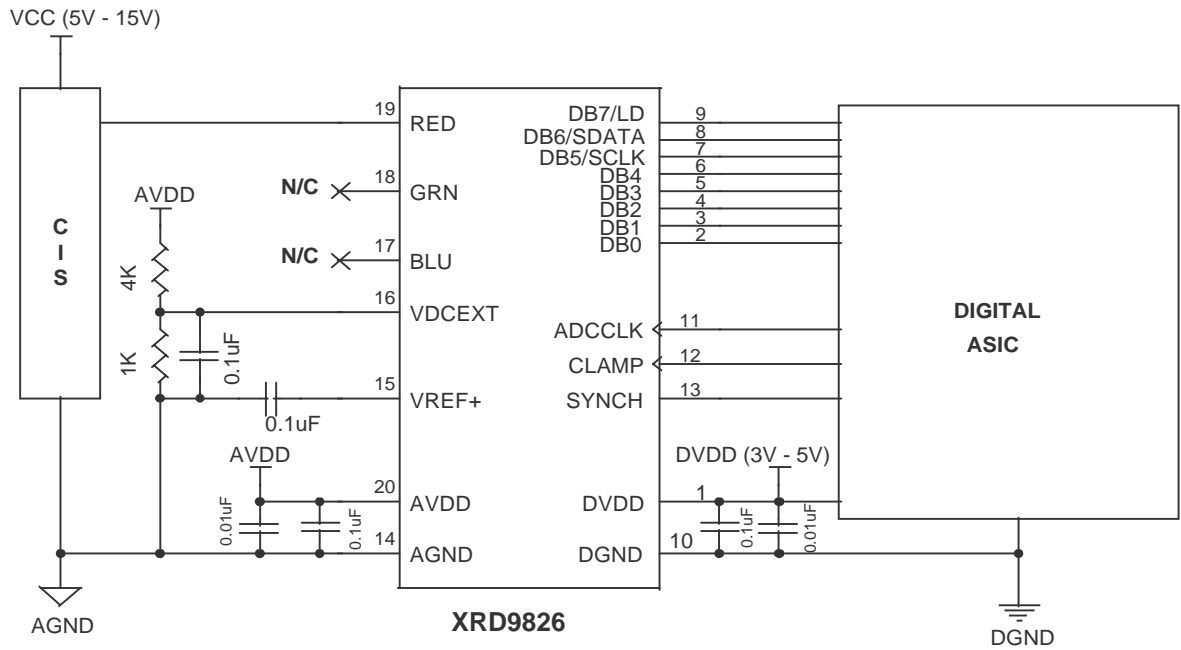 VCC (5V - 15V)
C
I
S
19
RED
N/C
18
GRN
AVDD
N/C
17
BLU
4K
16
VDCEXT
1K
0.1uF
15
VREF+
0.1uF
AVDD
20
AVDD
0.01uF
0.1uF
14
AGND
AGND
XRD9826
DB7/LD
9
DB6/SDATA
8
DB5/SCLK
7
DB4
6
DB3
5
DB2
4
DB1
3
DB0
2
ADCCLK
11
CLAMP
12
SYNCH
13
DIGITAL
ASIC
DVDD (3V - 5V)
DVDD
1
0.1uF
0.01uF
DGND
10
DGND